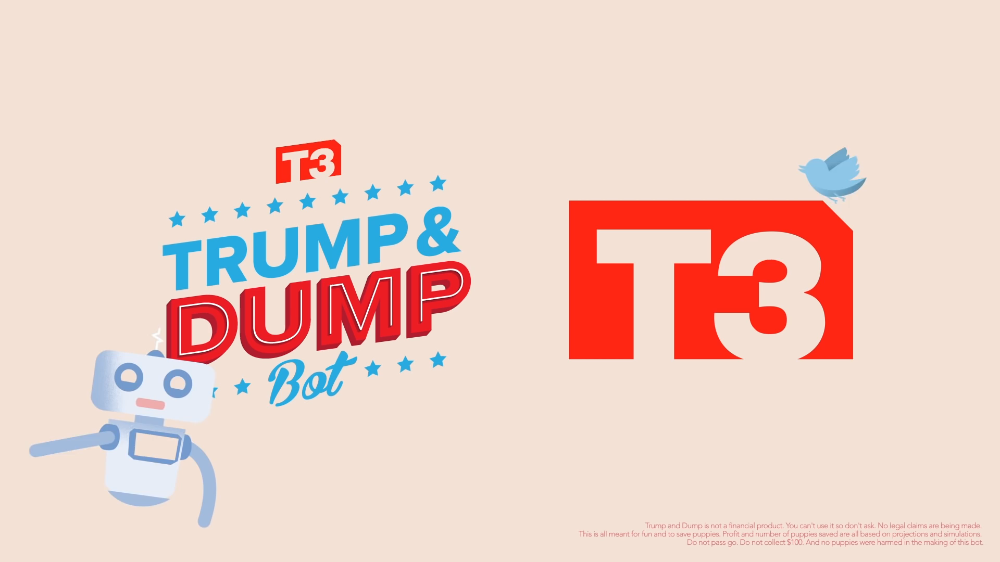 T3
TRUMP &
DUMP
Bot
T3
Trump and Dump is not a financial product. You can't use it so don't ask. No legal claims are being made.
This is all meant for fun and to save puppies. Profit and number of puppies saved are all based on projections and simulations.
Do not pass go. Do not collect $100. And no puppies were harmed in the making of this bot.